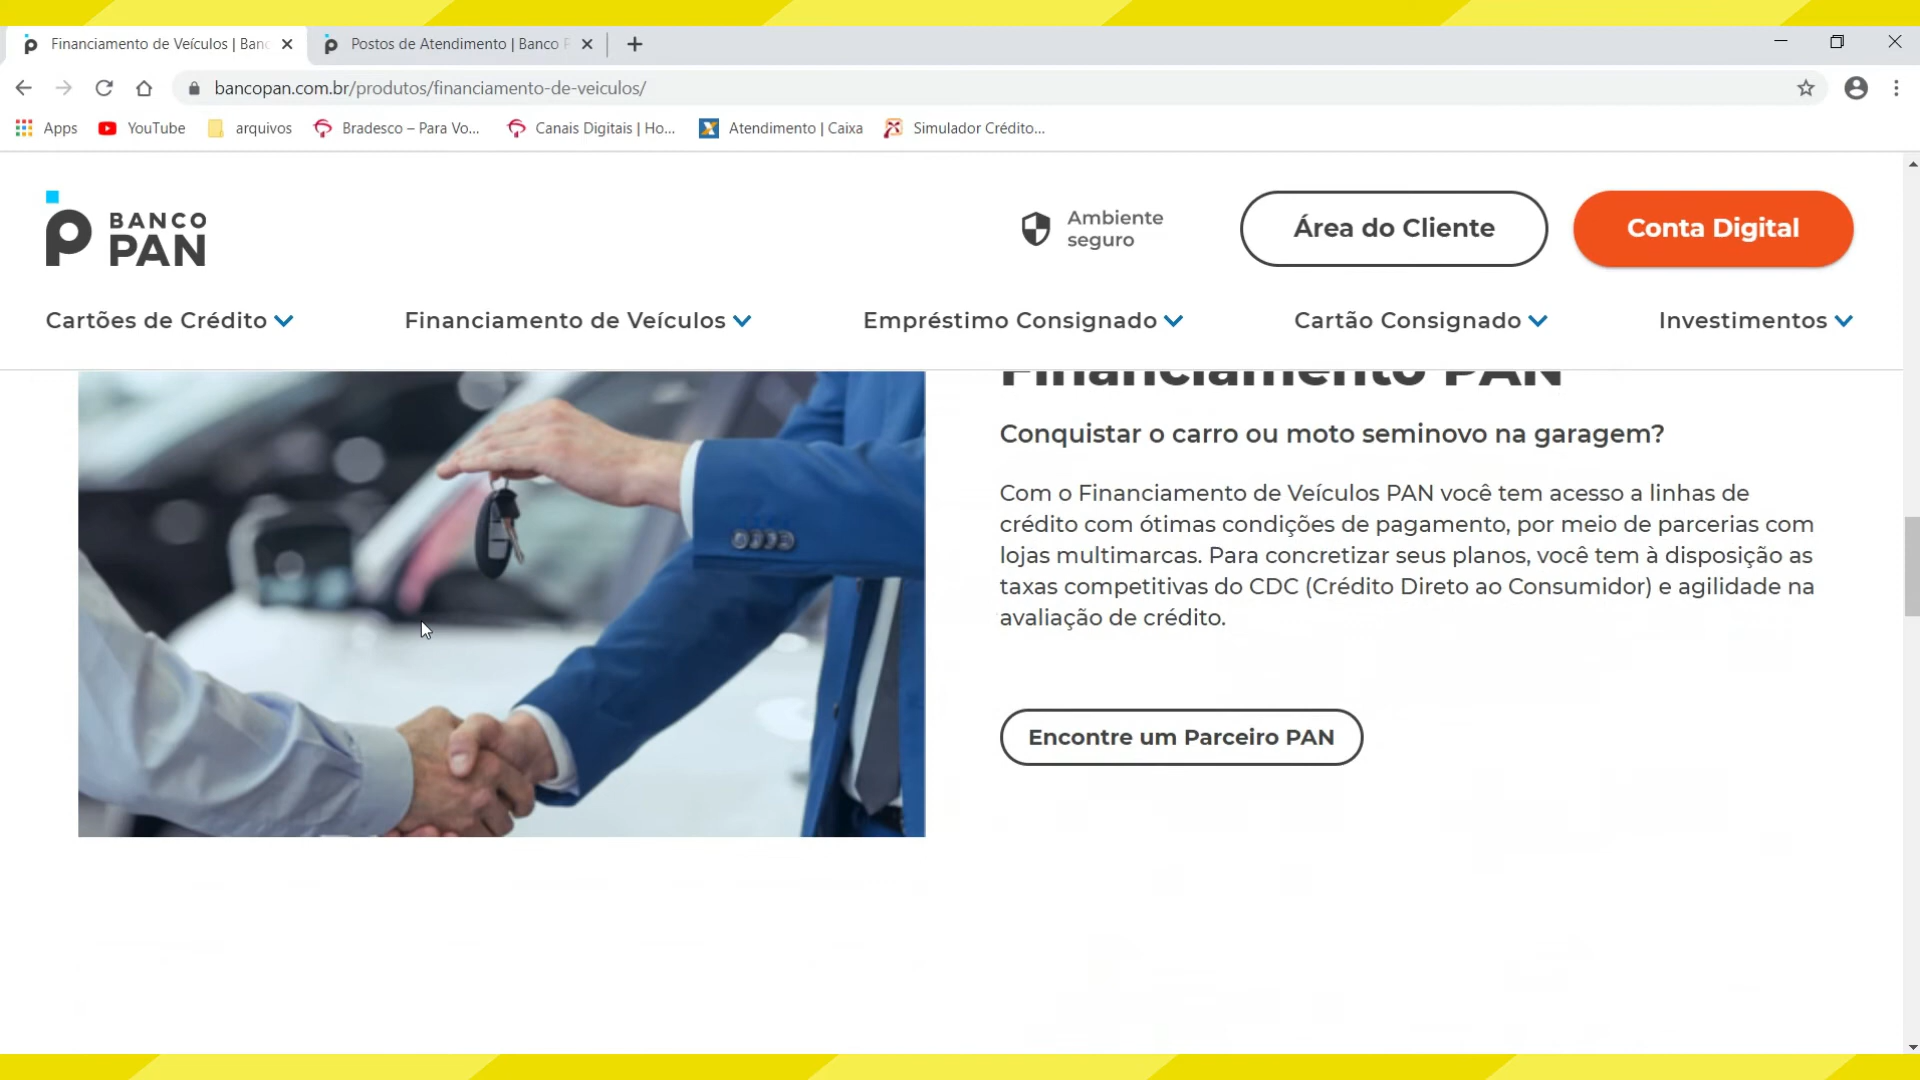 Financiamento de Veículos | Banc
Postos de Atendimento | Banco P
bancopan.com.br/produtos/financiamento-de-veiculos/
Apps
YouTube
arquivos
Bradesco – Para Vo...
Canais Digitais | Ho...
Atendimento | Caixa
Simulador Crédito...
BANCO
PAN
Ambiente
seguro
Área do Cliente
Conta Digital
Cartões de Crédito
Financiamento de Veículos
Empréstimo Consignado
Cartão Consignado
Investimentos
Financiamento PAN
Conquistar o carro ou moto seminovo na garagem?
Com o Financiamento de Veículos PAN você tem acesso a linhas de
crédito com ótimas condições de pagamento, por meio de parcerias com
lojas multimarcas. Para concretizar seus planos, você tem à disposição as
taxas competitivas do CDC (Crédito Direto ao Consumidor) e agilidade na
avaliação de crédito.
Encontre um Parceiro PAN